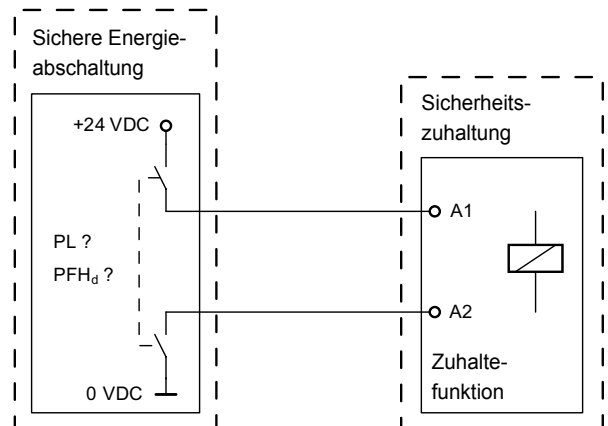 Sichere Energie-
abschaltung
+24 VDC
PL ?
PFHd ?
0 VDC
Sicherheits-
zuhaltung
A1
A2
Zuhalte-
funktion